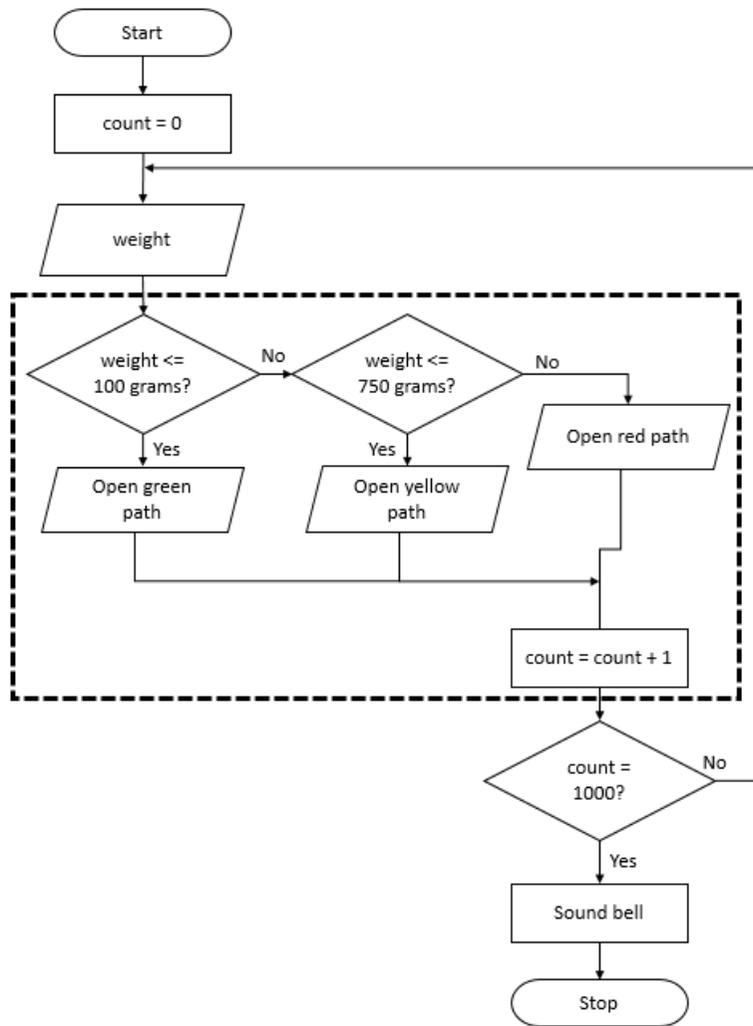 Start
count = 0
weight
weight <=
100 grams?
No
weight <=
750 grams?
No
Yes
Yes
Open red path
Open green
path
Open yellow
path
count = count + 1
count =
1000?
No
Yes
Sound bell
Stop